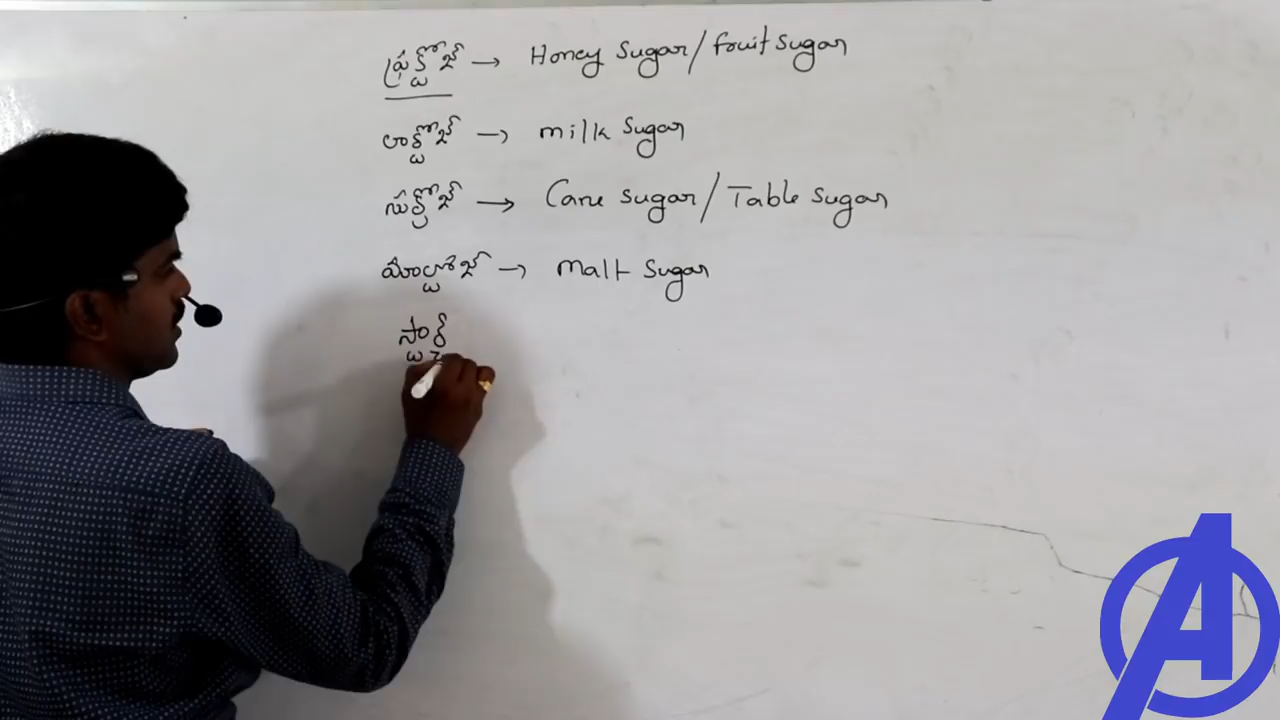 ఫ్రక్టోజ్ → Honey Sugar/fruit sugar
లాక్టోజ్ → milk Sugar
సుక్రోజ్ → Cane sugar/Table sugar
మాల్టోజ్ → Malt Sugar
స్టార్చ్